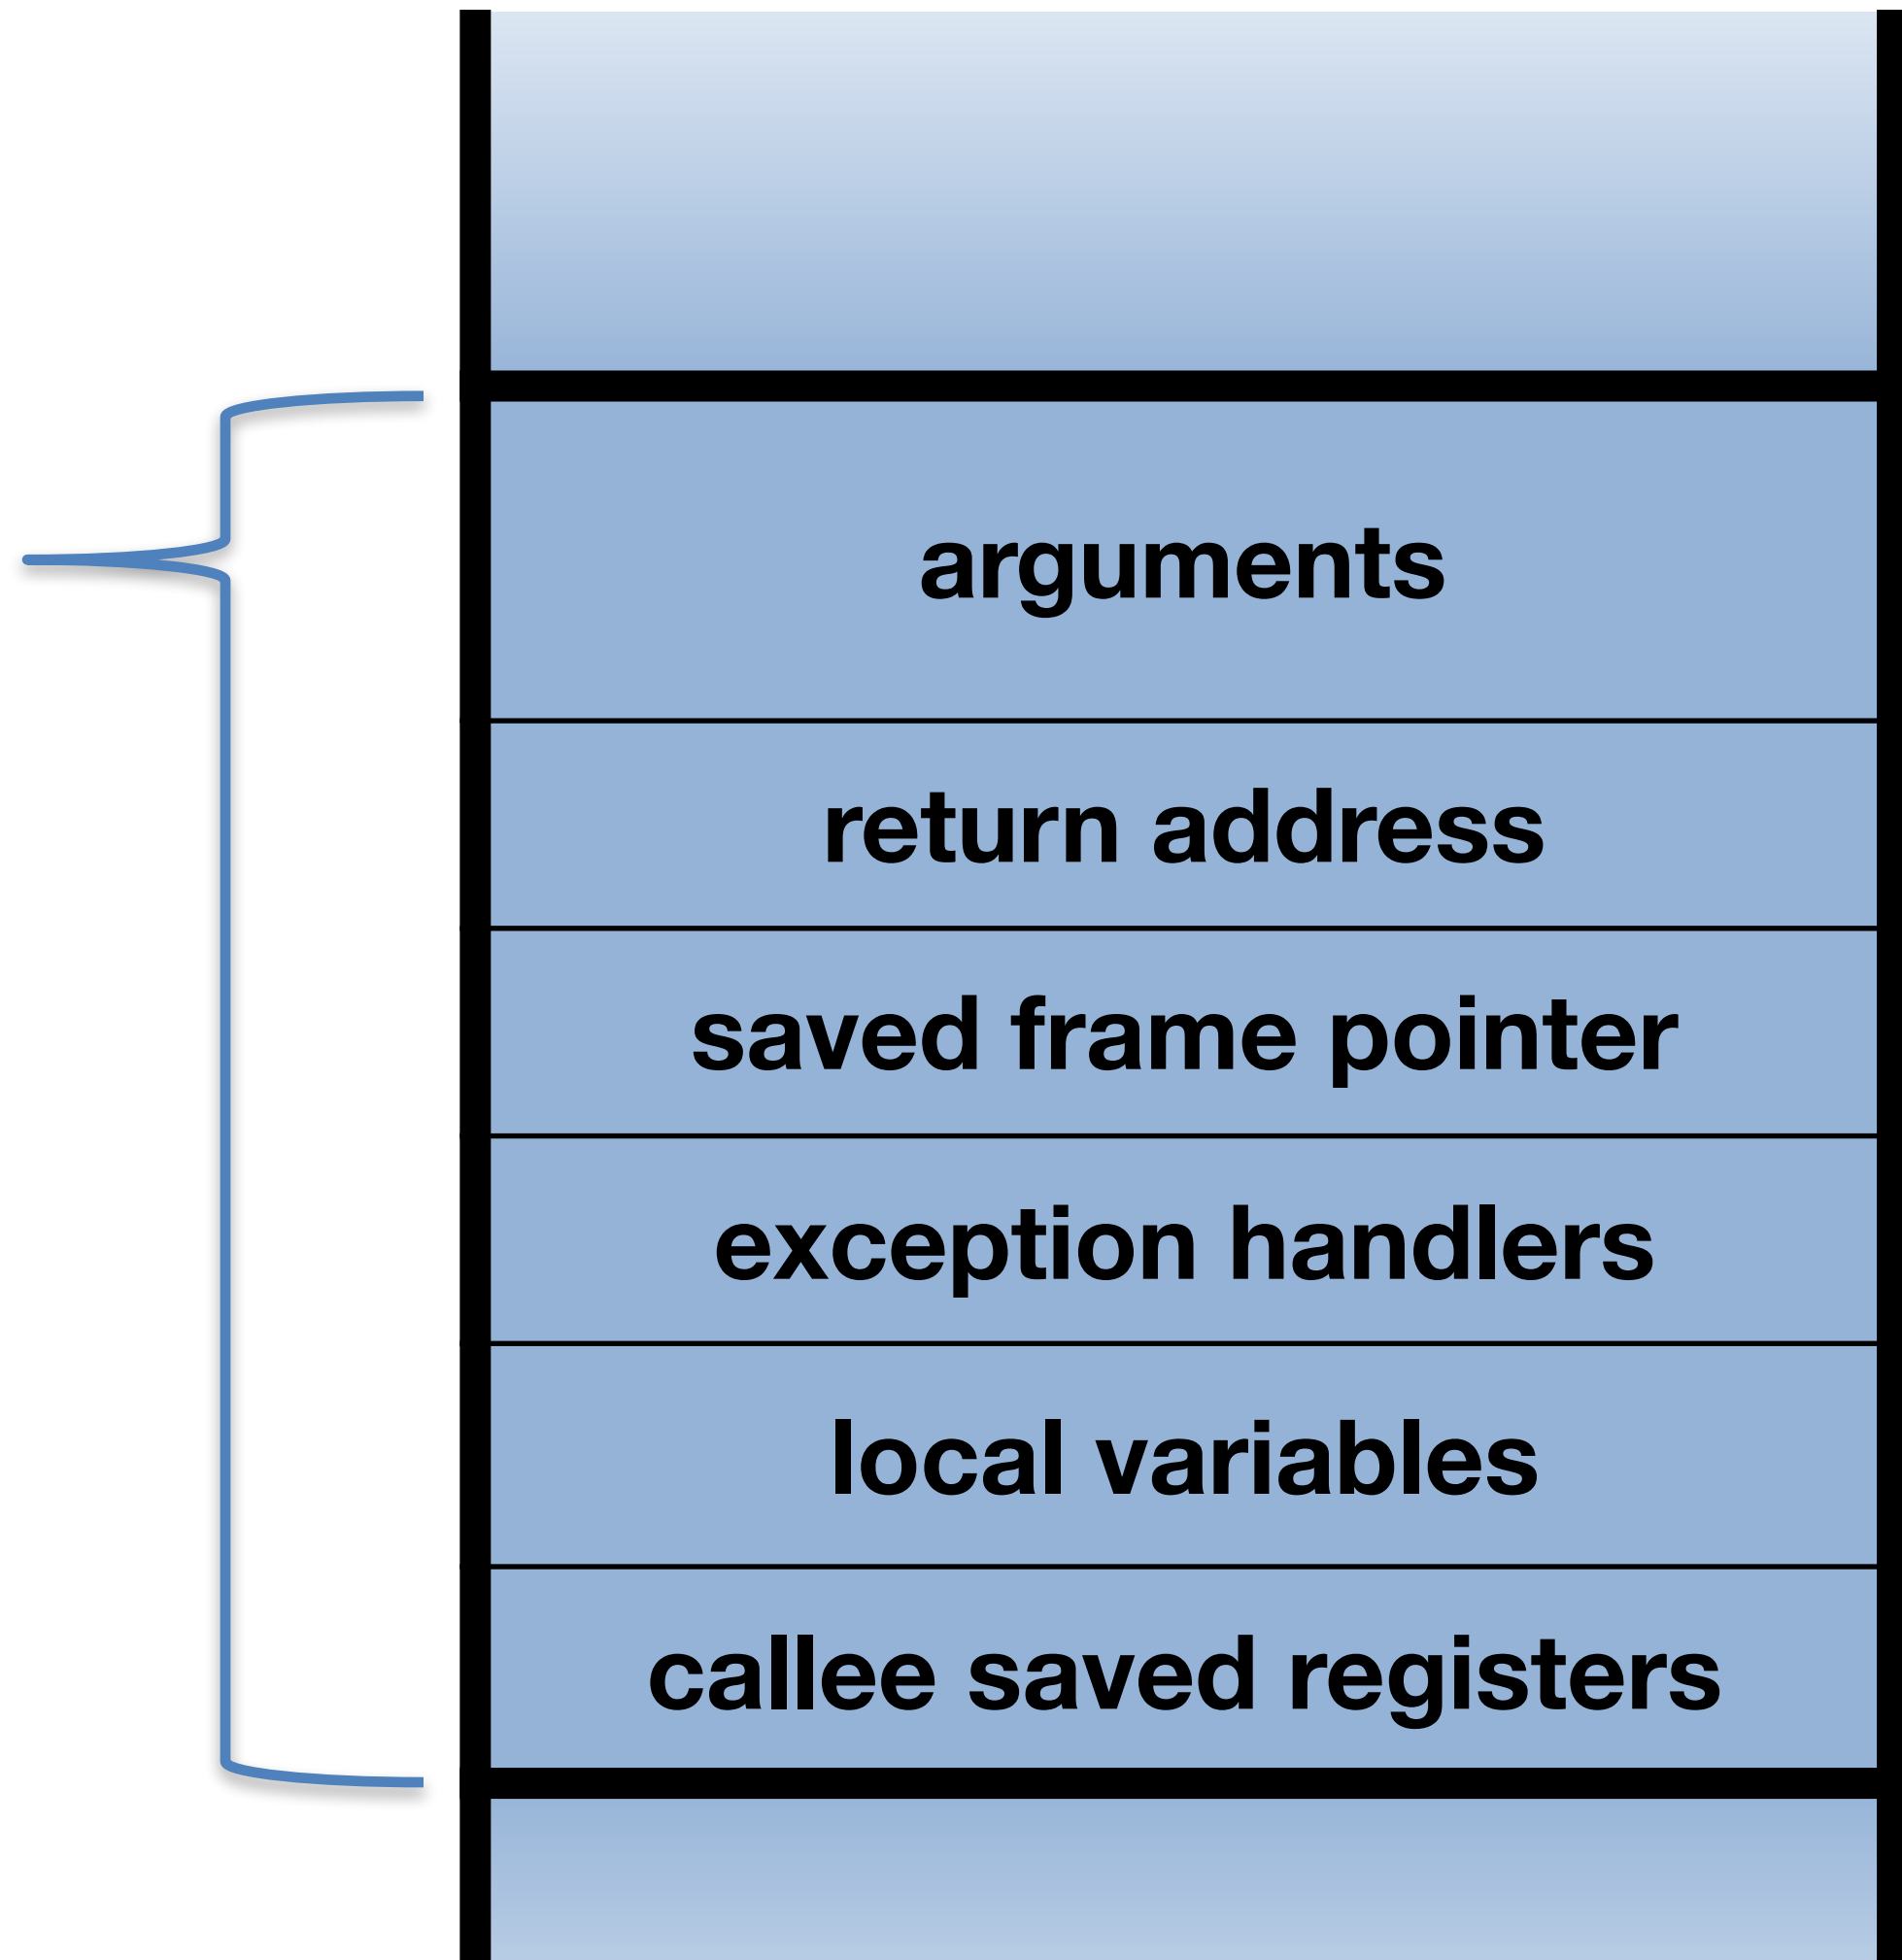 arguments
return address
saved frame pointer
exception handlers
local variables
callee saved registers